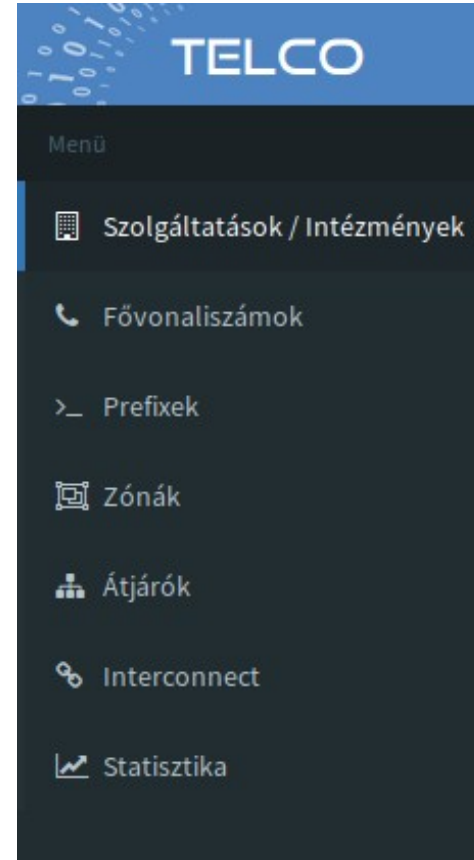 TELCO
Menü
Szolgáltatások / Intézmények
Fővonaliszámok
Prefixek
Zónák
Átjárók
Interconnect
Statisztika